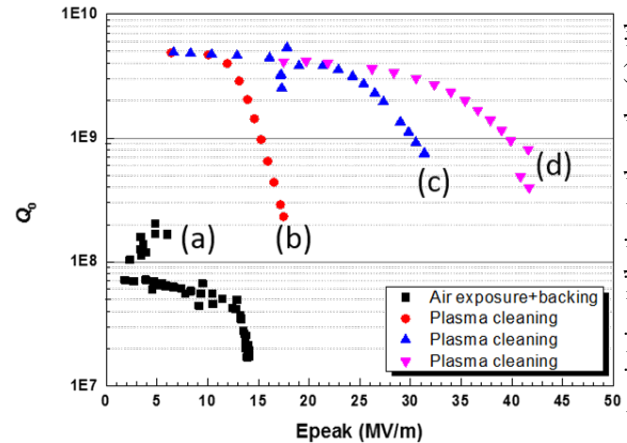 1E10
1E9
1E8
1E7
Q0
0 5 10 15 20 25 30 35 40 45 50
Epeak (MV/m)
(a)
(b)
(c)
(d)
Air exposure+backing
Plasma cleaning
Plasma cleaning
Plasma cleaning